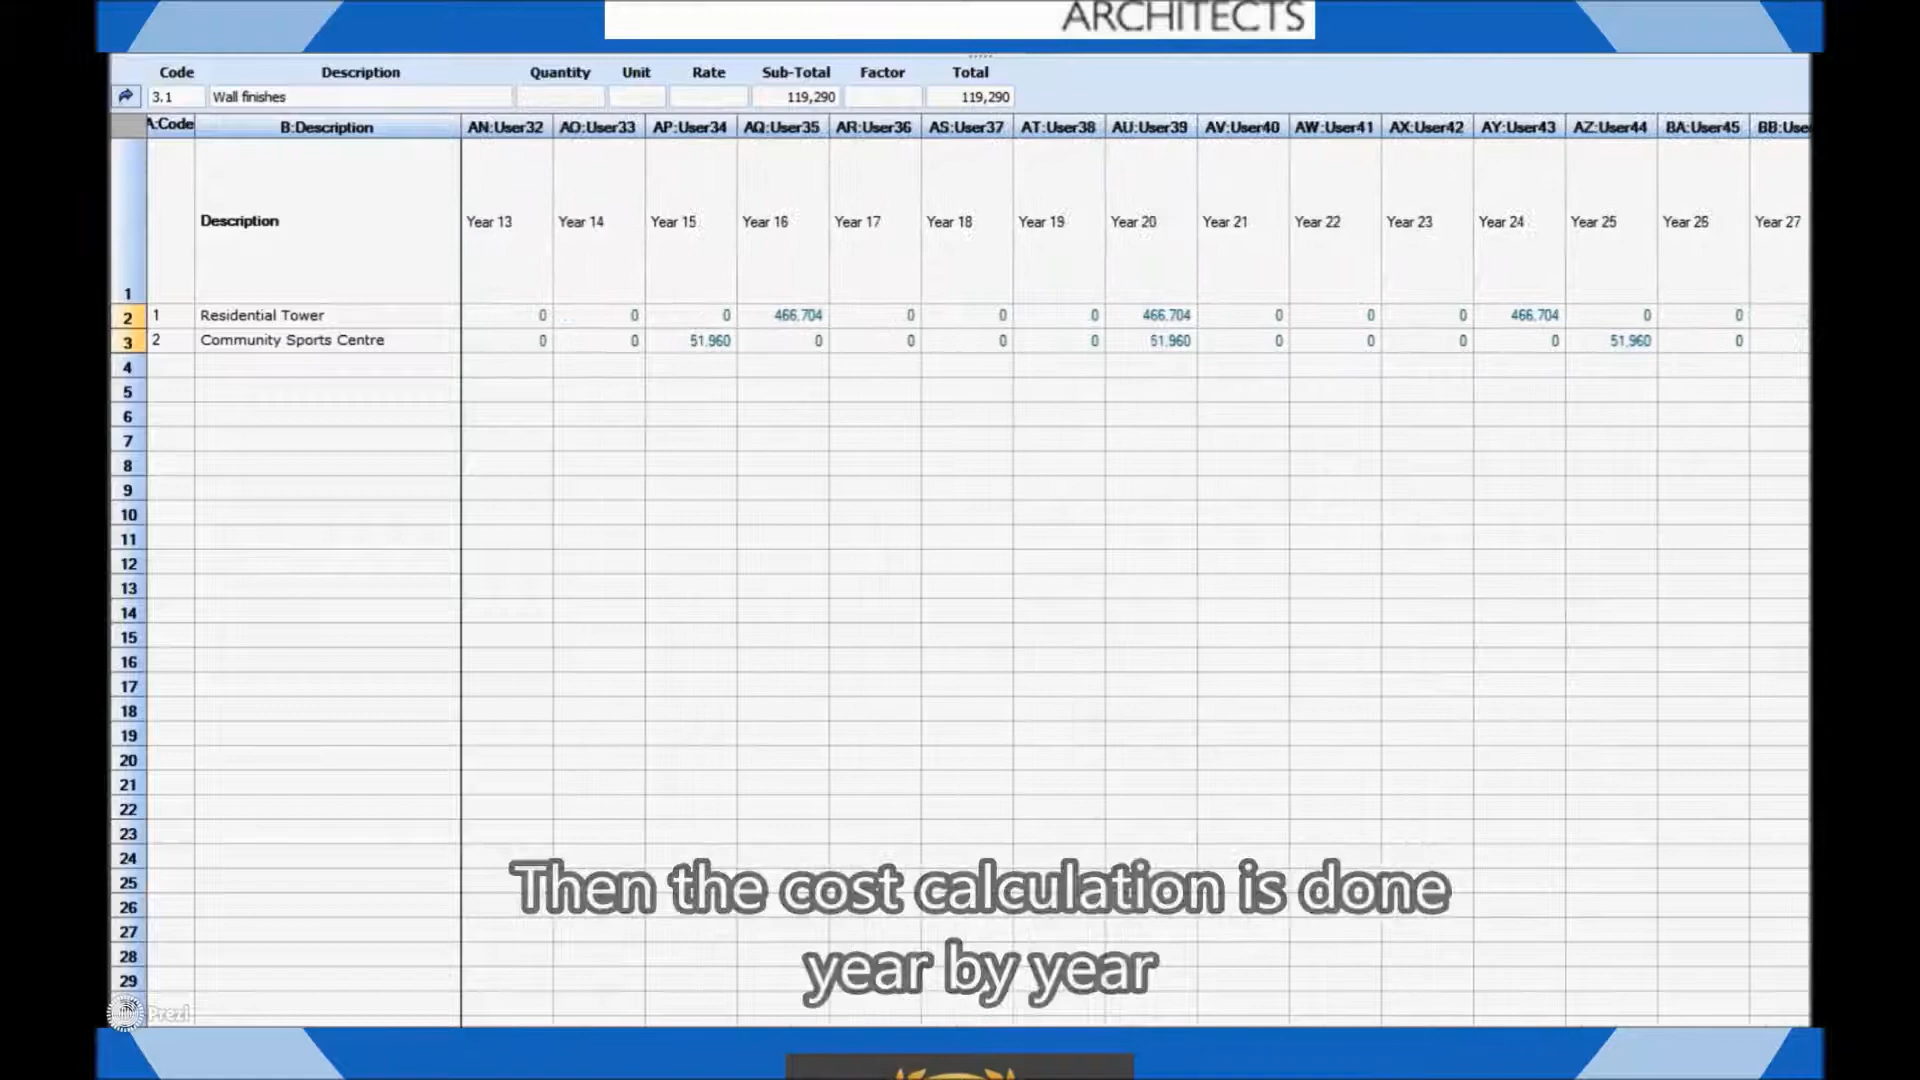 ARCHITECTS
Code Description Quantity Unit Rate Sub-Total Factor Total
3.1 Wall finishes 119,290 119,290
A:Code B:Description AN:User32 AO:User33 AP:User34 AQ:User35 AR:User36 AS:User37 AT:User38 AU:User39 AV:User40 AW:User41 AX:User42 AY:User43 AZ:User44 BA:User45 BB:Use
1 Description Year 13 Year 14 Year 15 Year 16 Year 17 Year 18 Year 19 Year 20 Year 21 Year 22 Year 23 Year 24 Year 25 Year 26 Year 27
2 1 Residential Tower 0 0 0 466,704 0 0 0 466,704 0 0 0 466,704 0 0
3 2 Community Sports Centre 0 0 51,960 0 0 0 0 51,960 0 0 0 0 51,960 0
4
5
6
7
8
9
10
11
12
13
14
15
16
17
18
19
20
21
22
23
24
25
26
27
28
29
Then the cost calculation is done
year by year
Prezi